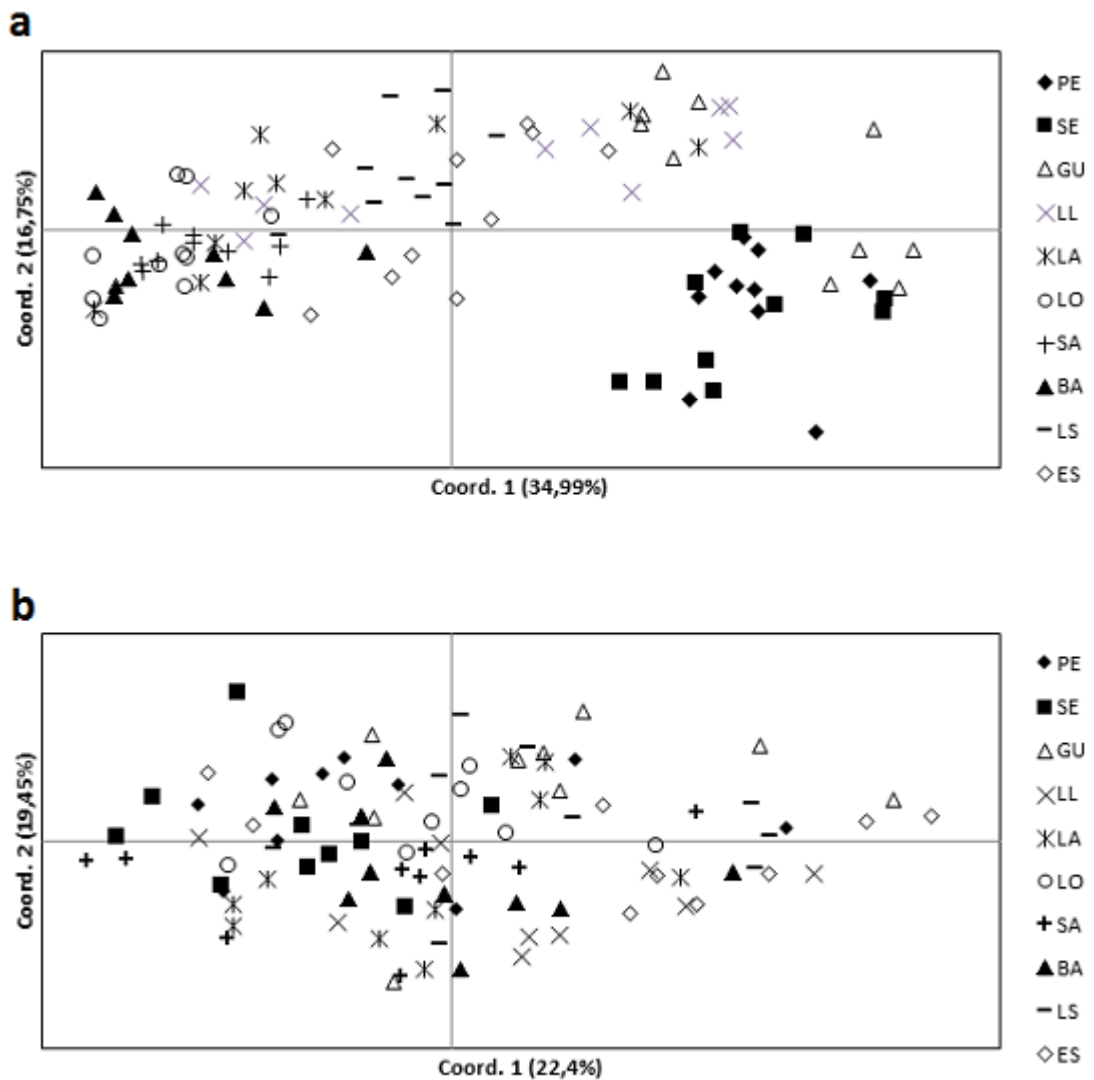 a
Coord. 2 (16,75%)
Coord. 1 (34,99%)
PE
SE
GU
LL
LA
LO
SA
BA
LS
ES
b
Coord. 2 (19,45%)
Coord. 1 (22,4%)
PE
SE
GU
LL
LA
LO
SA
BA
LS
ES